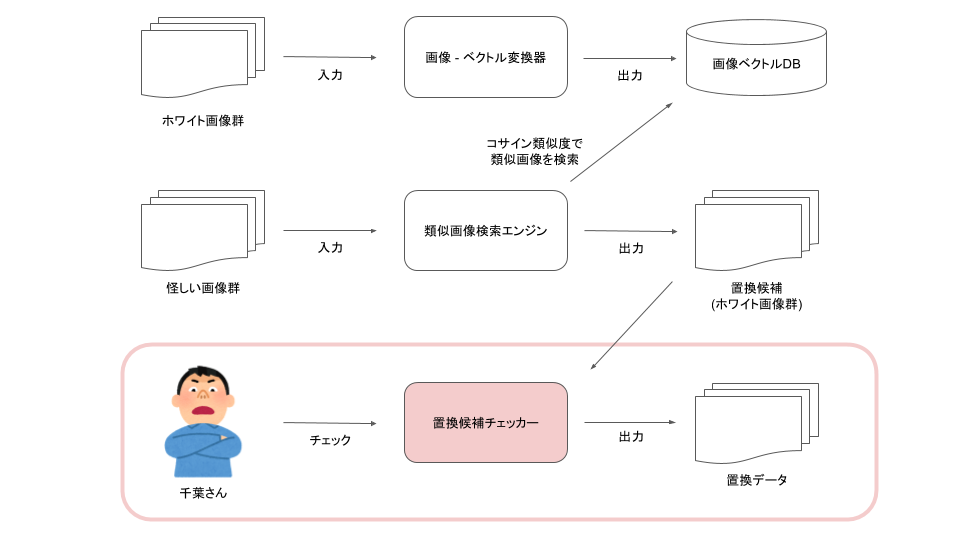 入力
画像 - ベクトル変換器
出力
画像ベクトルDB
ホワイト画像群
コサイン類似度で
類似画像を検索
入力
類似画像検索エンジン
出力
怪しい画像群
置換候補
(ホワイト画像群)
チェック
置換候補チェッカー
出力
千葉さん
置換データ